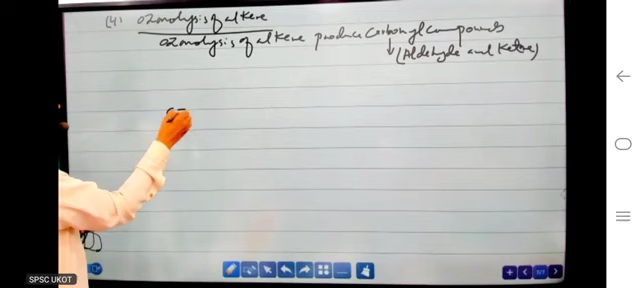 (4) ozonolysis of alkene
ozonolysis of alkene produce carbonyl compounds
(Aldehyde and Ketone)
SPSC UKOT